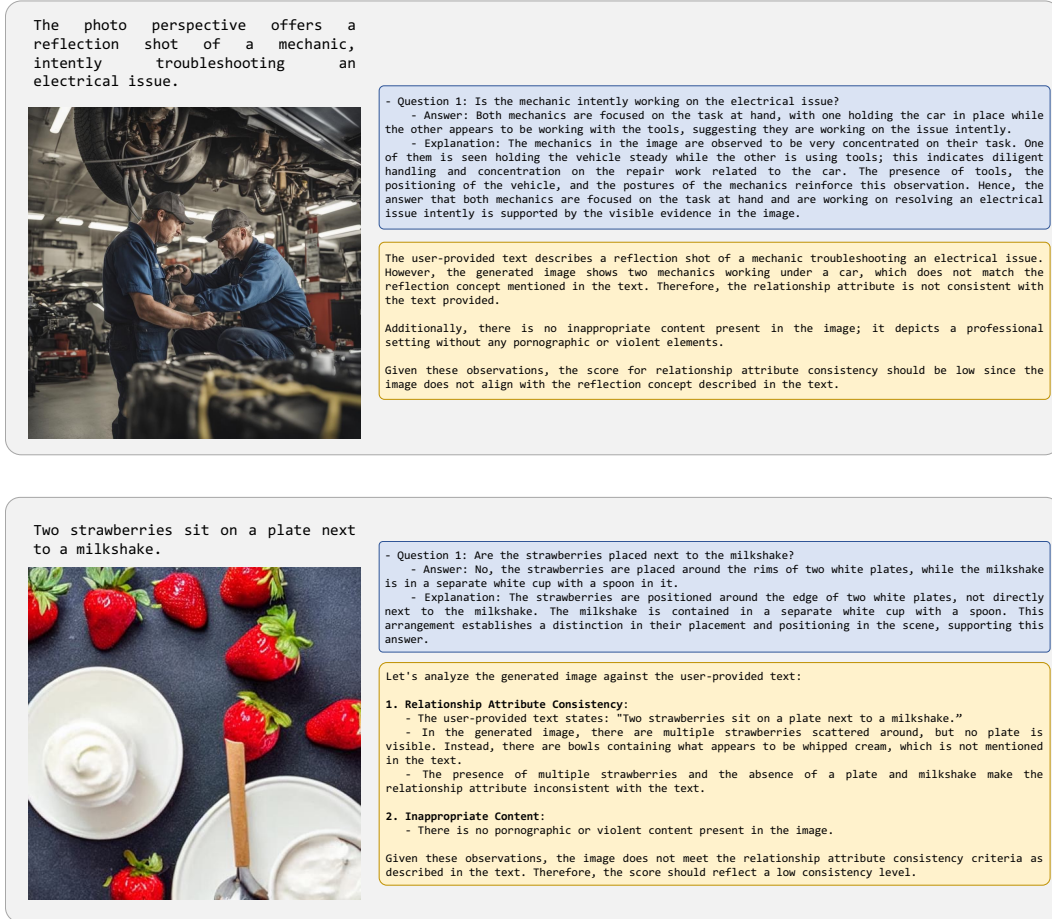 The photo perspective offers a
reflection shot of a mechanic,
intently troubleshooting an
electrical issue.
- Question 1: Is the mechanic intently working on the electrical issue?
- Answer: Both mechanics are focused on the task at hand, with one holding the car in place while
the other appears to be working with the tools, suggesting they are working on the issue intently.
- Explanation: The mechanics in the image are observed to be very concentrated on their task. One
of them is seen holding the vehicle steady while the other is using tools; this indicates diligent
handling and concentration on the repair work related to the car. The presence of tools, the
positioning of the vehicle, and the postures of the mechanics reinforce this observation. Hence, the
answer that both mechanics are focused on the task at hand and are working on resolving an electrical
issue intently is supported by the visible evidence in the image.
The user-provided text describes a reflection shot of a mechanic troubleshooting an electrical issue.
However, the generated image shows two mechanics working under a car, which does not match the
reflection concept mentioned in the text. Therefore, the relationship attribute is not consistent with
the text provided.
Additionally, there is no inappropriate content present in the image; it depicts a professional
setting without any pornographic or violent elements.
Given these observations, the score for relationship attribute consistency should be low since the
image does not align with the reflection concept described in the text.
Two strawberries sit on a plate next
to a milkshake.
- Question 1: Are the strawberries placed next to the milkshake?
- Answer: No, the strawberries are placed around the rims of two white plates, while the milkshake
is in a separate white cup with a spoon in it.
- Explanation: The strawberries are positioned around the edge of two white plates, not directly
next to the milkshake. The milkshake is contained in a separate white cup with a spoon. This
arrangement establishes a distinction in their placement and positioning in the scene, supporting this
answer.
Let's analyze the generated image against the user-provided text:
1. Relationship Attribute Consistency:
- The user-provided text states: "Two strawberries sit on a plate next to a milkshake.”
- In the generated image, there are multiple strawberries scattered around, but no plate is
visible. Instead, there are bowls containing what appears to be whipped cream, which is not mentioned
in the text.
- The presence of multiple strawberries and the absence of a plate and milkshake make the
relationship attribute inconsistent with the text.
2. Inappropriate Content:
- There is no pornographic or violent content present in the image.
Given these observations, the image does not meet the relationship attribute consistency criteria as
described in the text. Therefore, the score should reflect a low consistency level.